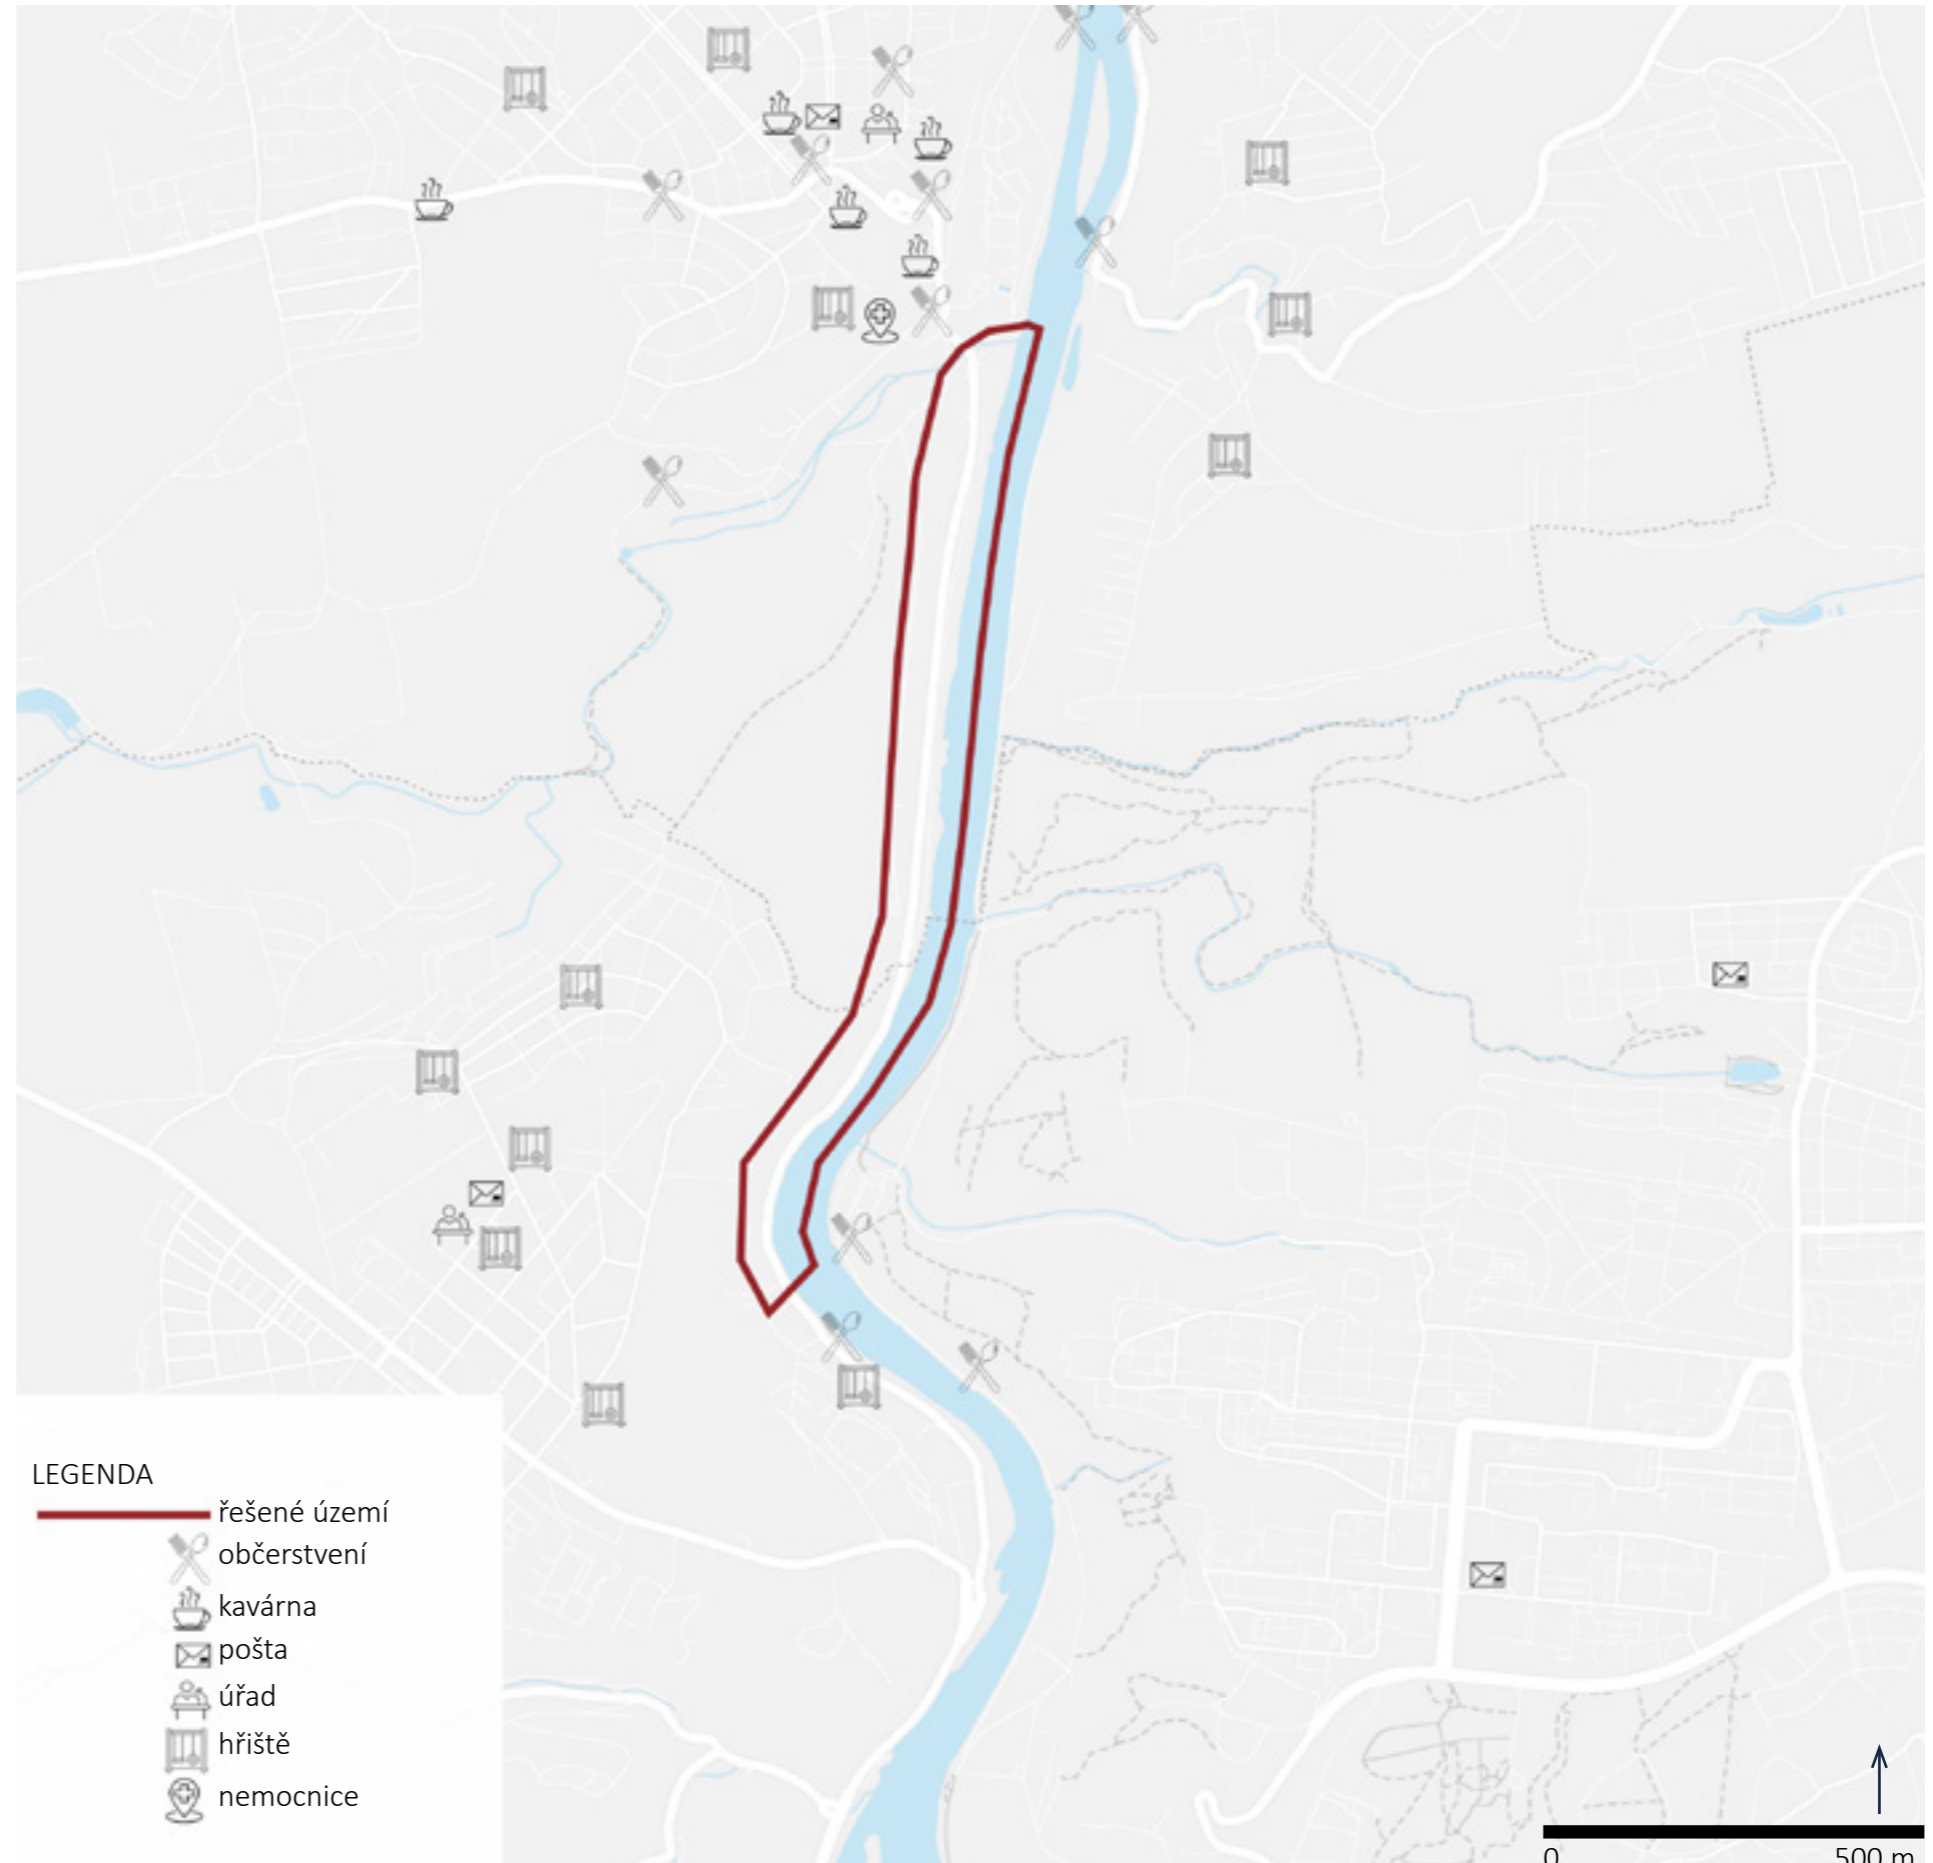 LEGENDA
řešené území
občerstvení
kavárna
pošta
úřad
hřiště
nemocnice
0 500 m